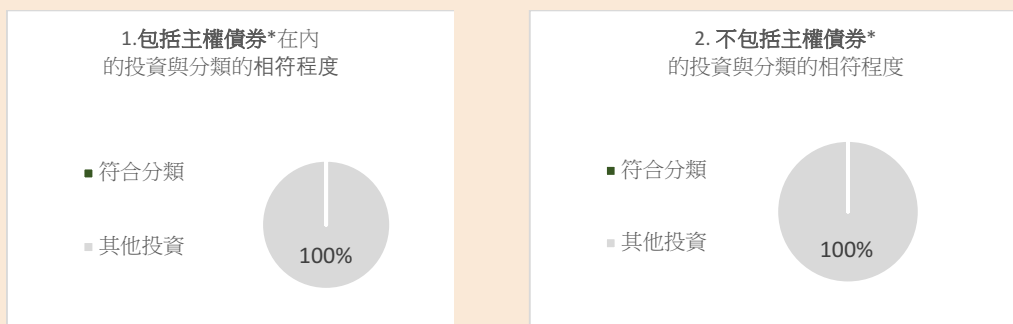 1.包括主權債券*在內
的投資與分類的相符程度
符合分類
其他投資
100%
2. 不包括主權債券*
的投資與分類的相符程度
符合分類
其他投資
100%